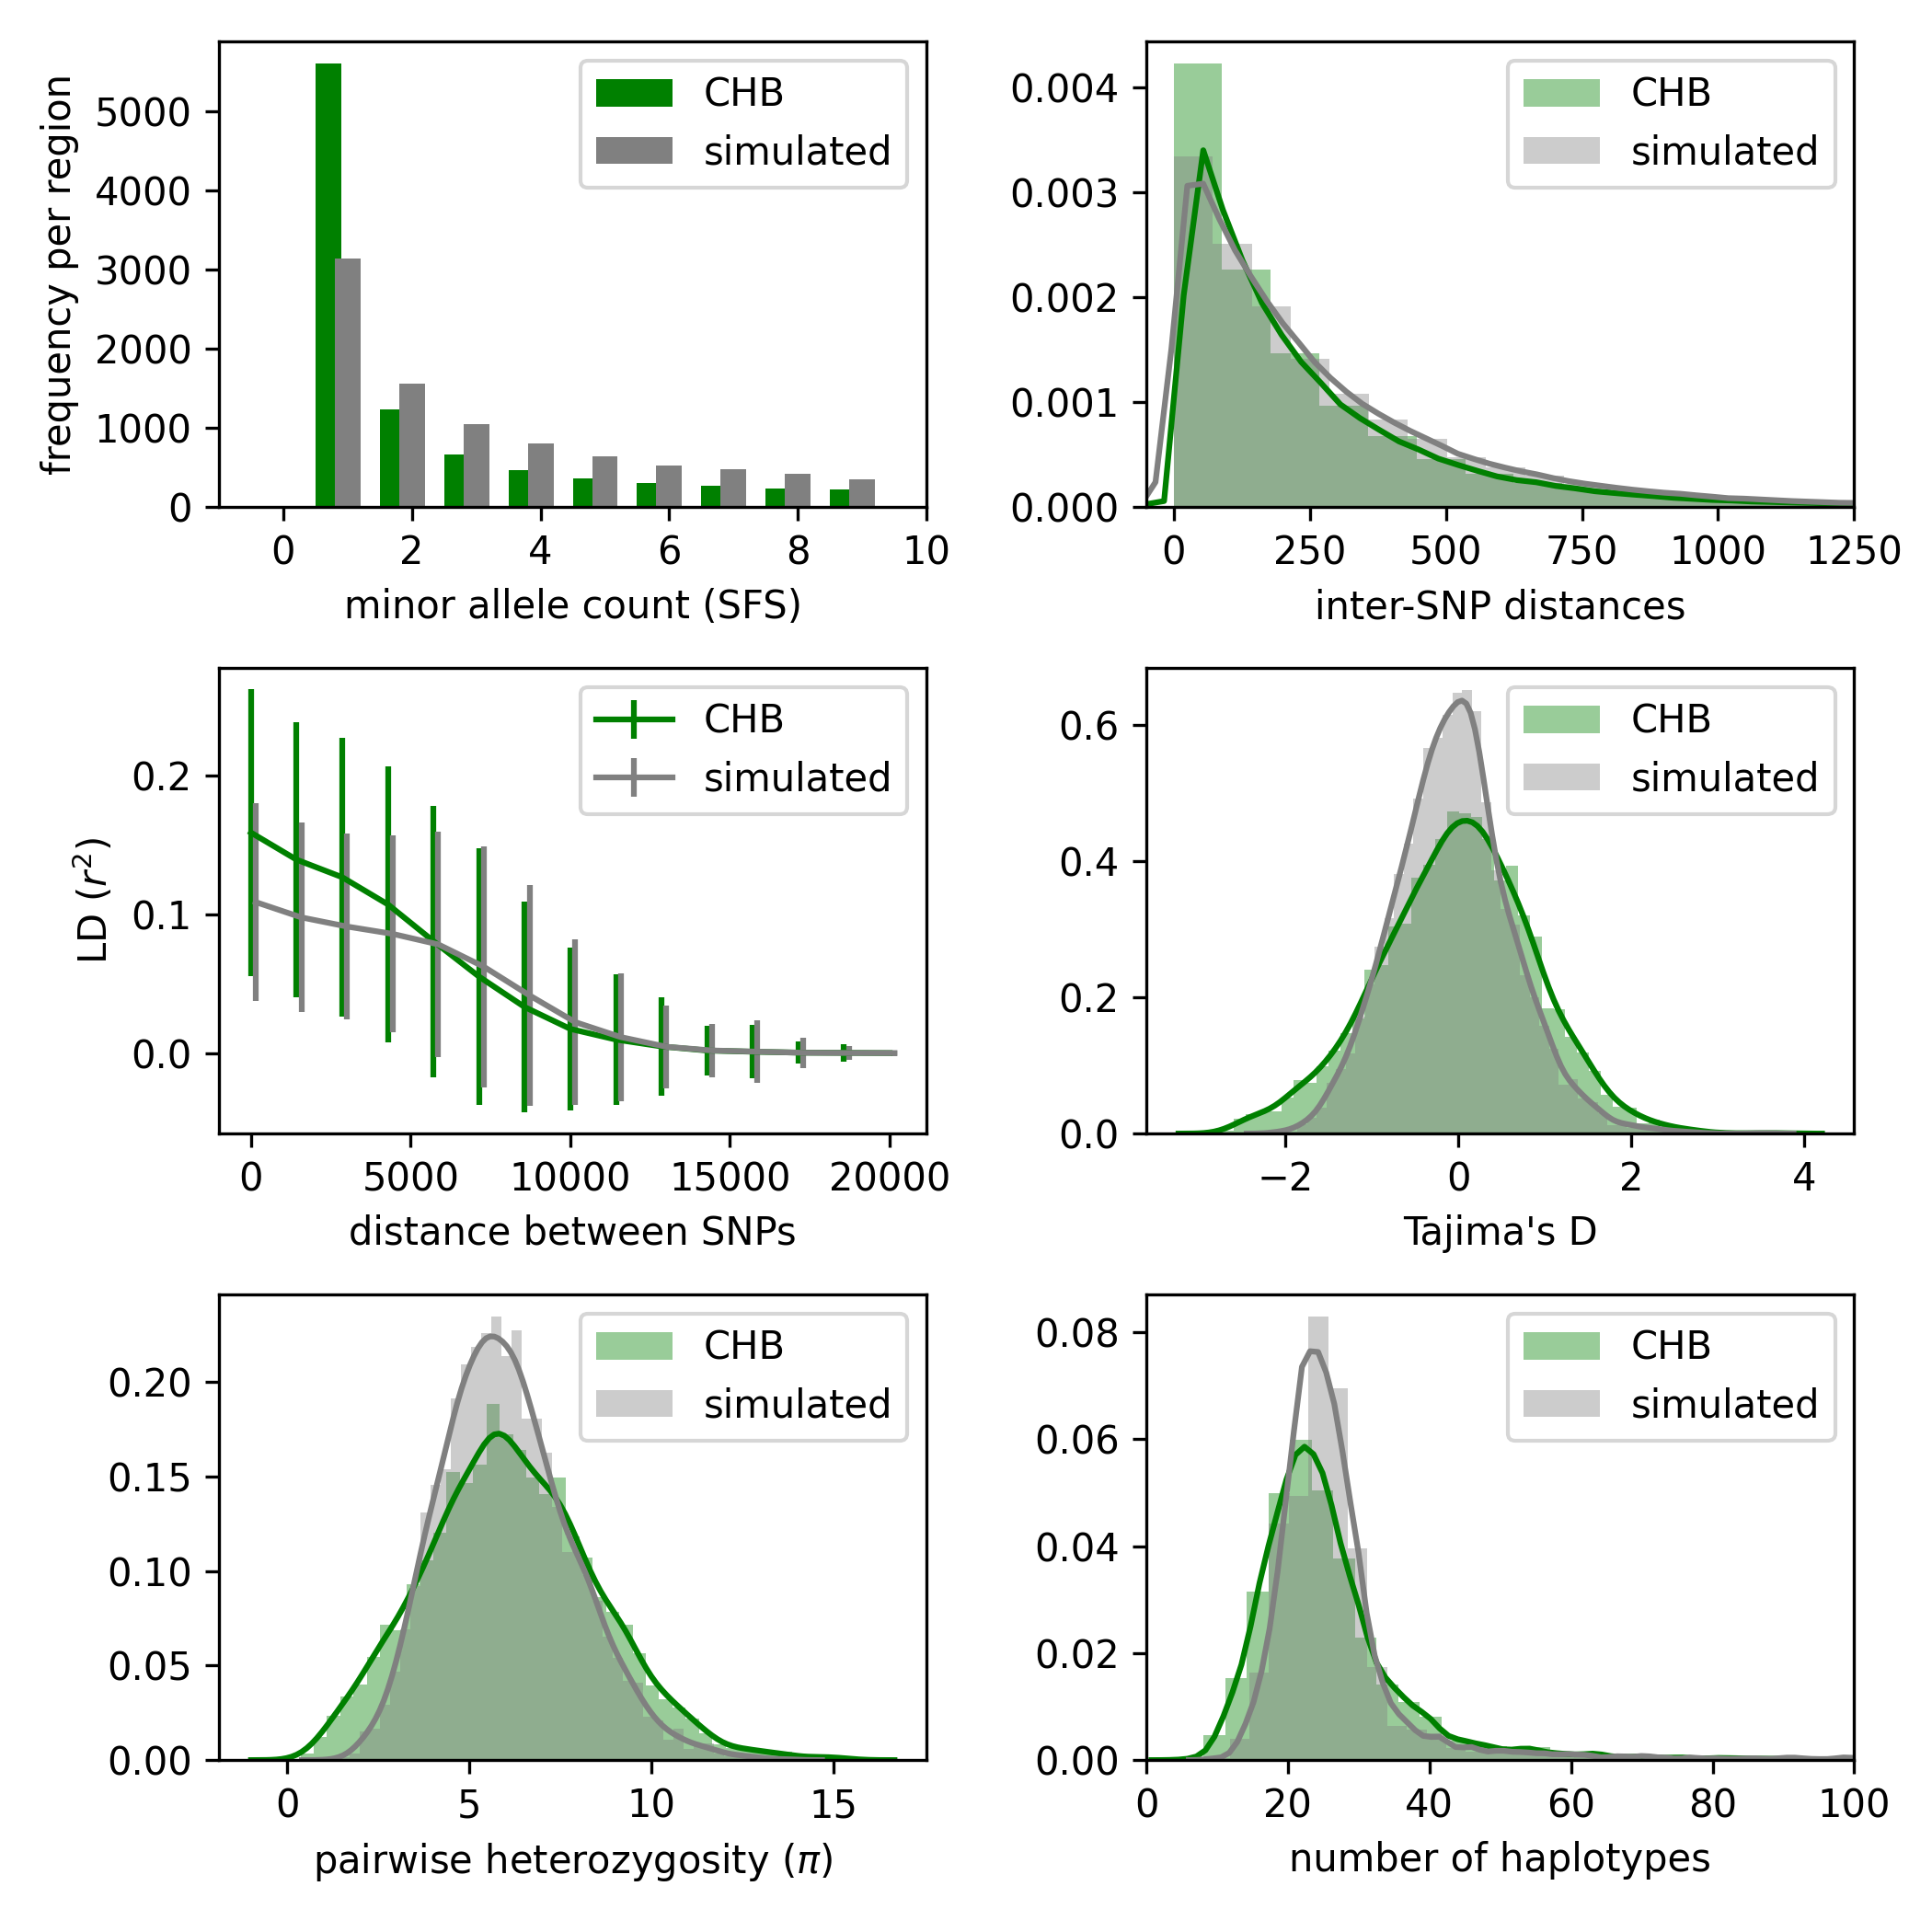 frequency per region
5000
4000
3000
2000
1000
0
CHB
simulated
0 2 4 6 8 10
minor allele count (SFS)
0.004
0.003
0.002
0.001
0.000
CHB
simulated
0 250 500 750 1000 1250
inter-SNP distances
LD (r²)
0.2
0.1
0.0
CHB
simulated
0 5000 10000 15000 20000
distance between SNPs
0.6
0.4
0.2
0.0
CHB
simulated
−2 0 2 4
Tajima's D
0.20
0.15
0.10
0.05
0.00
CHB
simulated
0 5 10 15
pairwise heterozygosity (π)
0.08
0.06
0.04
0.02
0.00
CHB
simulated
0 20 40 60 80 100
number of haplotypes